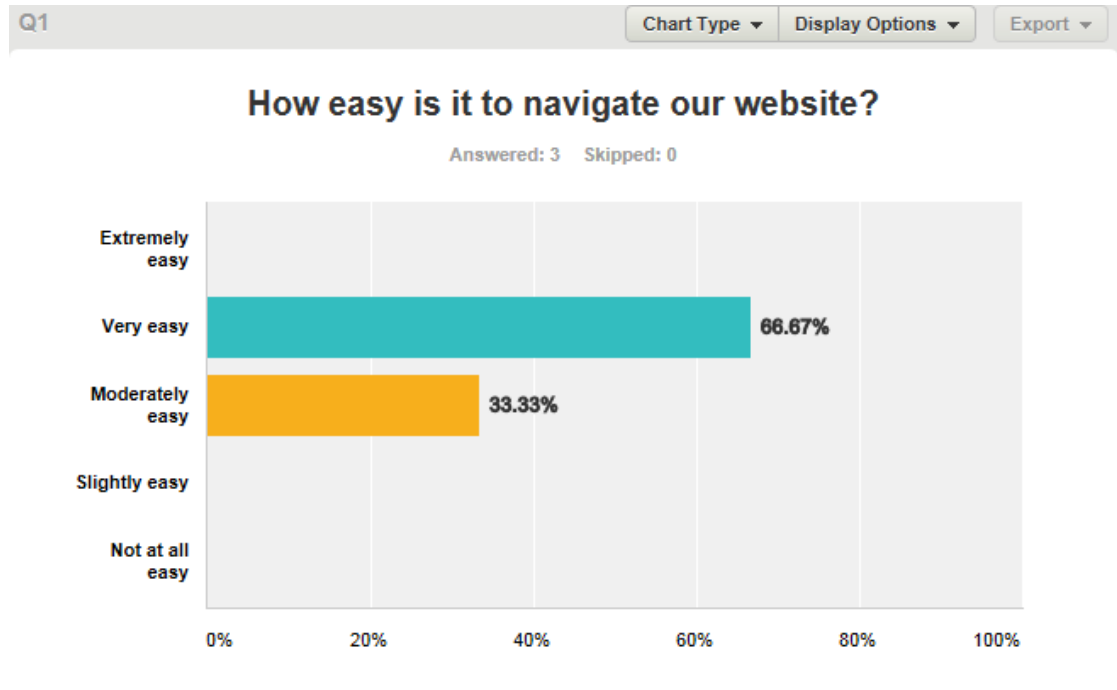 Q1
Chart Type
Display Options
Export
How easy is it to navigate our website?
Answered: 3 Skipped: 0
Extremely
easy
Very easy
66.67%
Moderately
easy
33.33%
Slightly easy
Not at all
easy
0% 20% 40% 60% 80% 100%